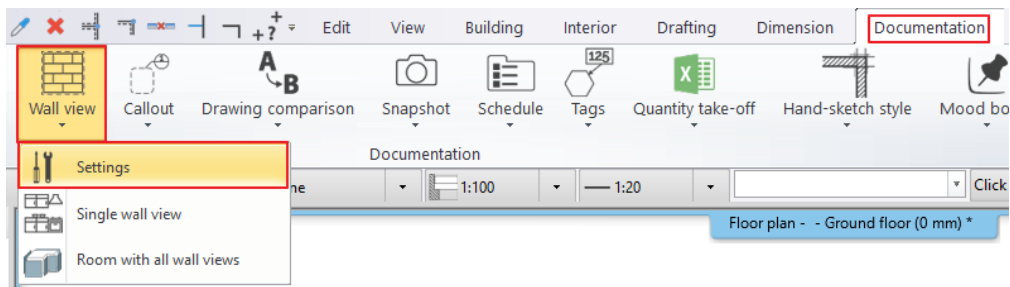 Edit View Building Interior Drafting Dimension Documentation
A B 125 X
Wall view Callout Drawing comparison Snapshot Schedule Tags Quantity take-off Hand-sketch style Mood bo
Documentation
Settings
ne 1:100 1:20 Click
Single wall view
Floor plan - - Ground floor (0 mm) *
Room with all wall views